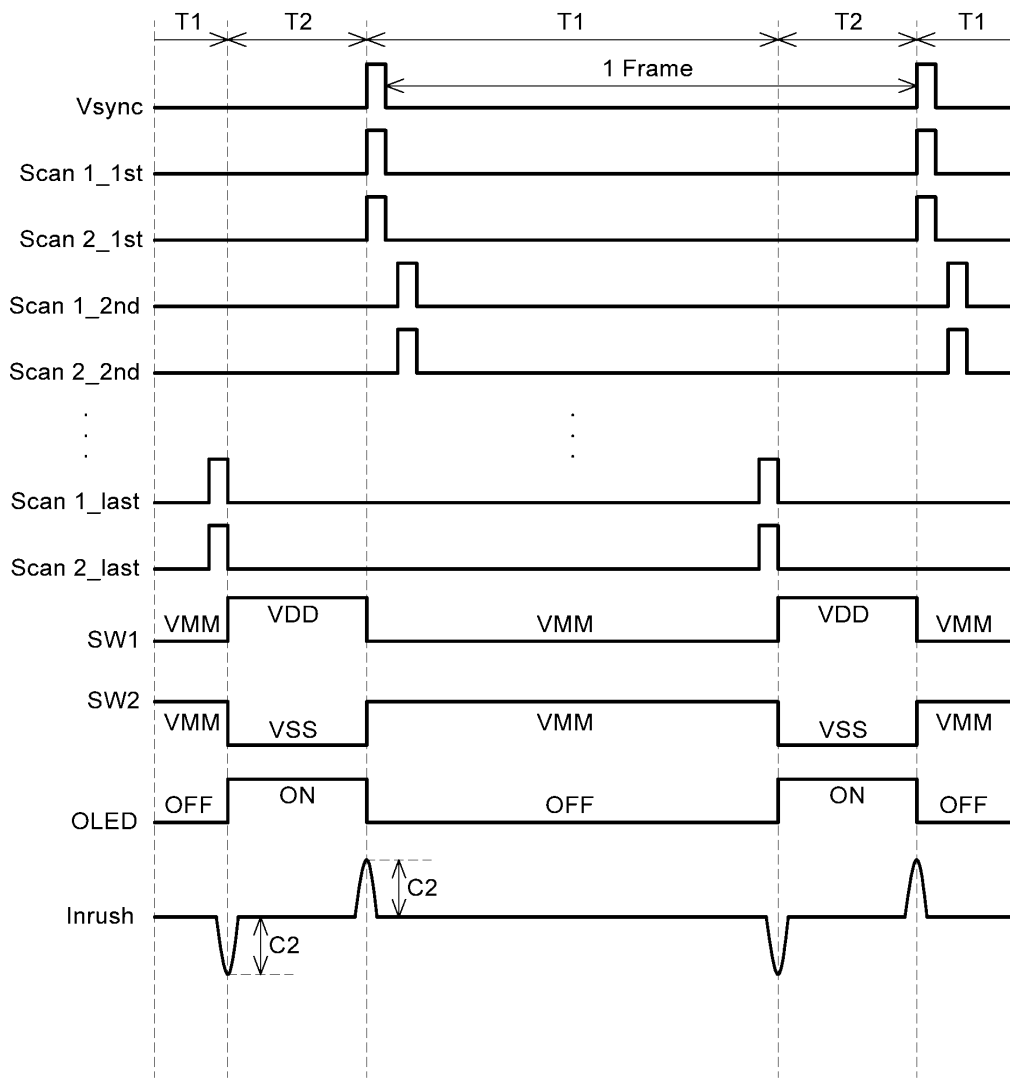 T1 T2 T1 T2 T1
1 Frame
Vsync
Scan 1_1st
Scan 2_1st
Scan 1_2nd
Scan 2_2nd
Scan 1_last
Scan 2_last
SW1 VMM VDD VMM VDD VMM
SW2 VMM VSS VMM VSS VMM
OLED OFF ON OFF ON OFF
Inrush C2
C2